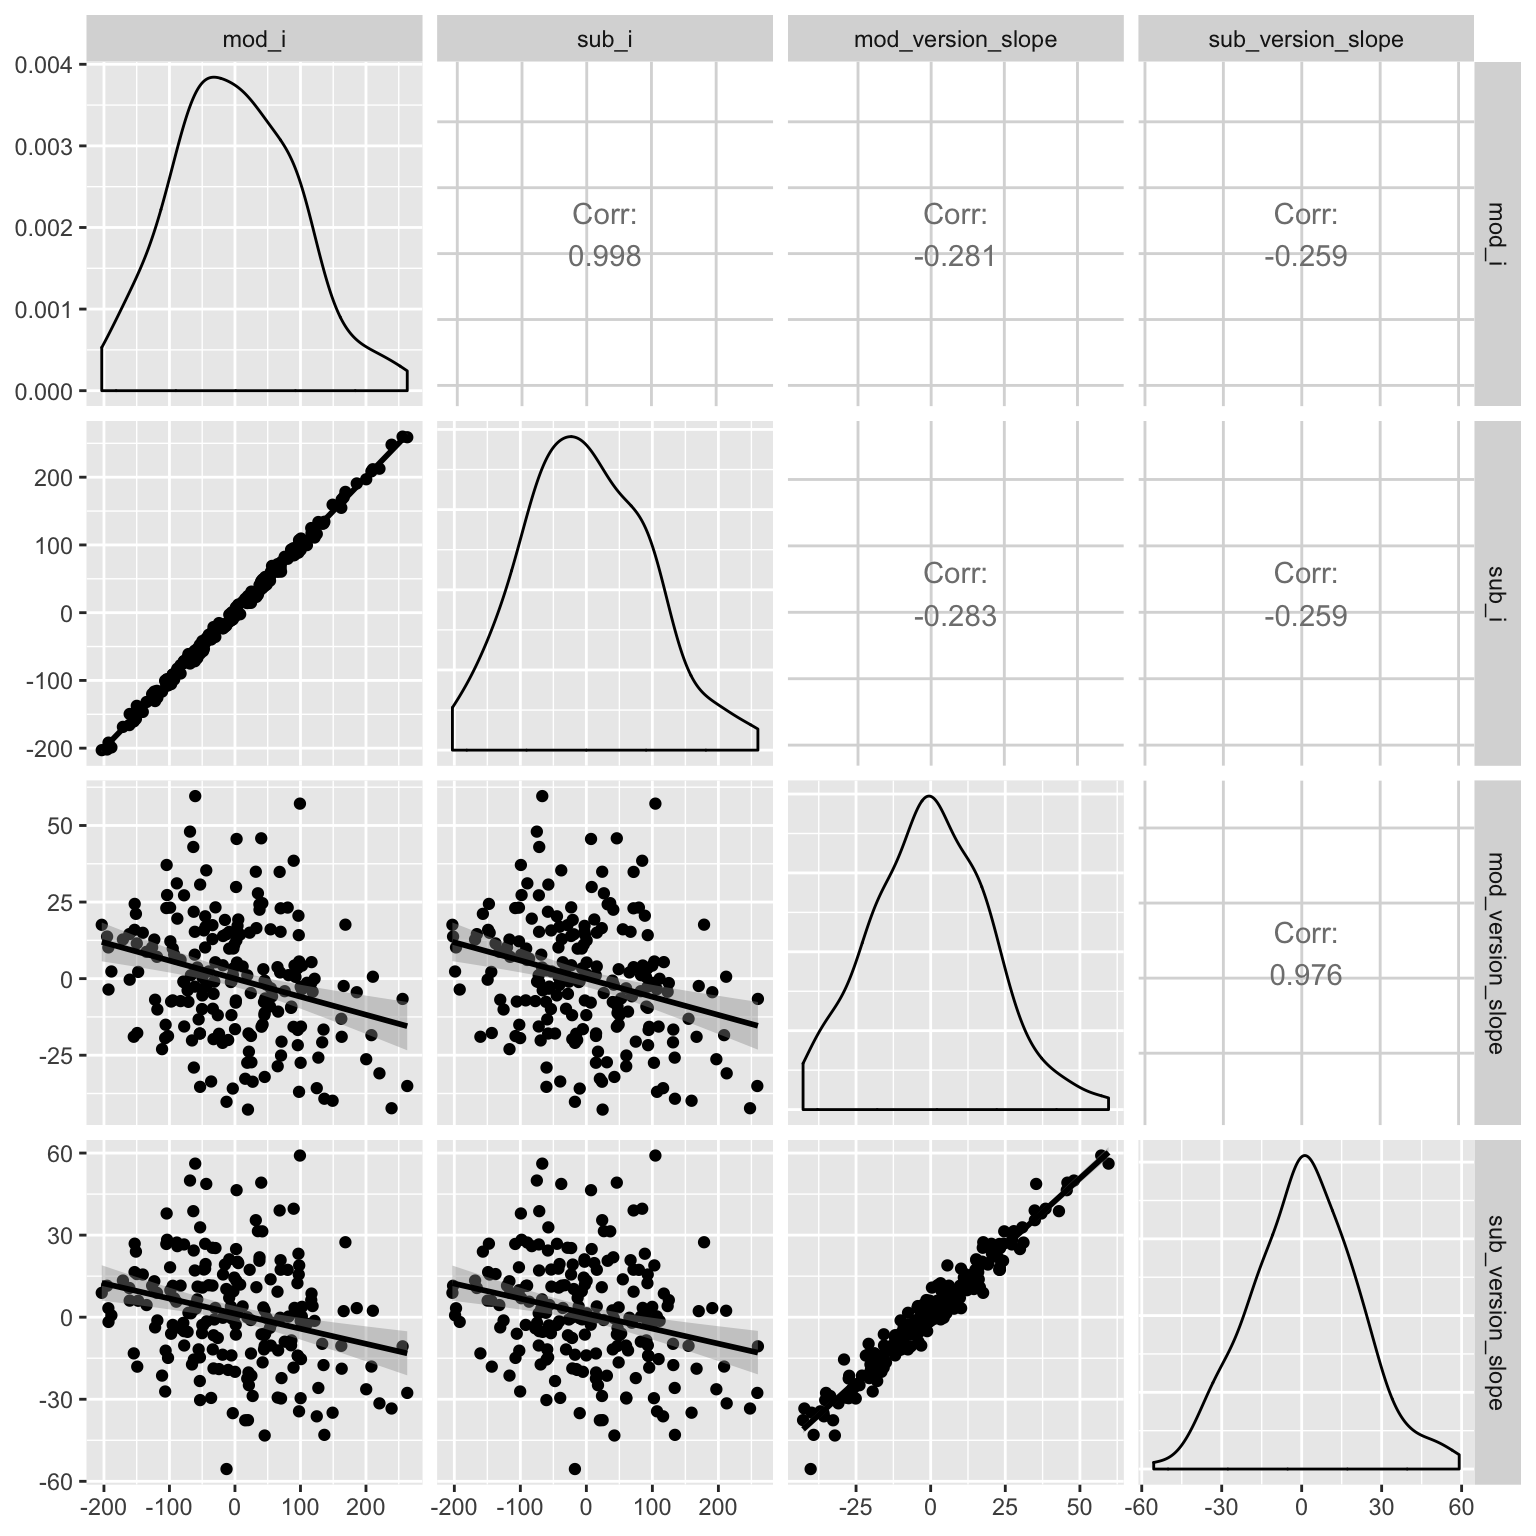 mod_i
sub_i
mod_version_slope
sub_version_slope
0.004
0.003
0.002
0.001
0.000
Corr:
0.998
Corr:
-0.281
Corr:
-0.259
mod_i
200
100
0
-100
-200
Corr:
-0.283
Corr:
-0.259
sub_i
50
25
0
-25
Corr:
0.976
mod_version_slope
60
30
0
-30
-60
sub_version_slope
-200 -100 0 100 200
-200 -100 0 100 200
-25 0 25 50
-60 -30 0 30 60